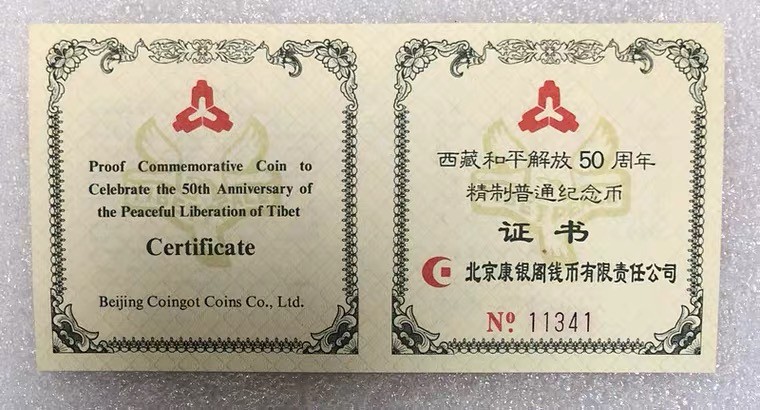 Proof Commemorative Coin to
Celebrate the 50th Anniversary of
the Peaceful Liberation of Tibet
Certificate
Beijing Coingot Coins Co., Ltd.
西藏和平解放50周年
精制普通纪念币
证书
北京康银阁钱币有限责任公司
Nº 11341